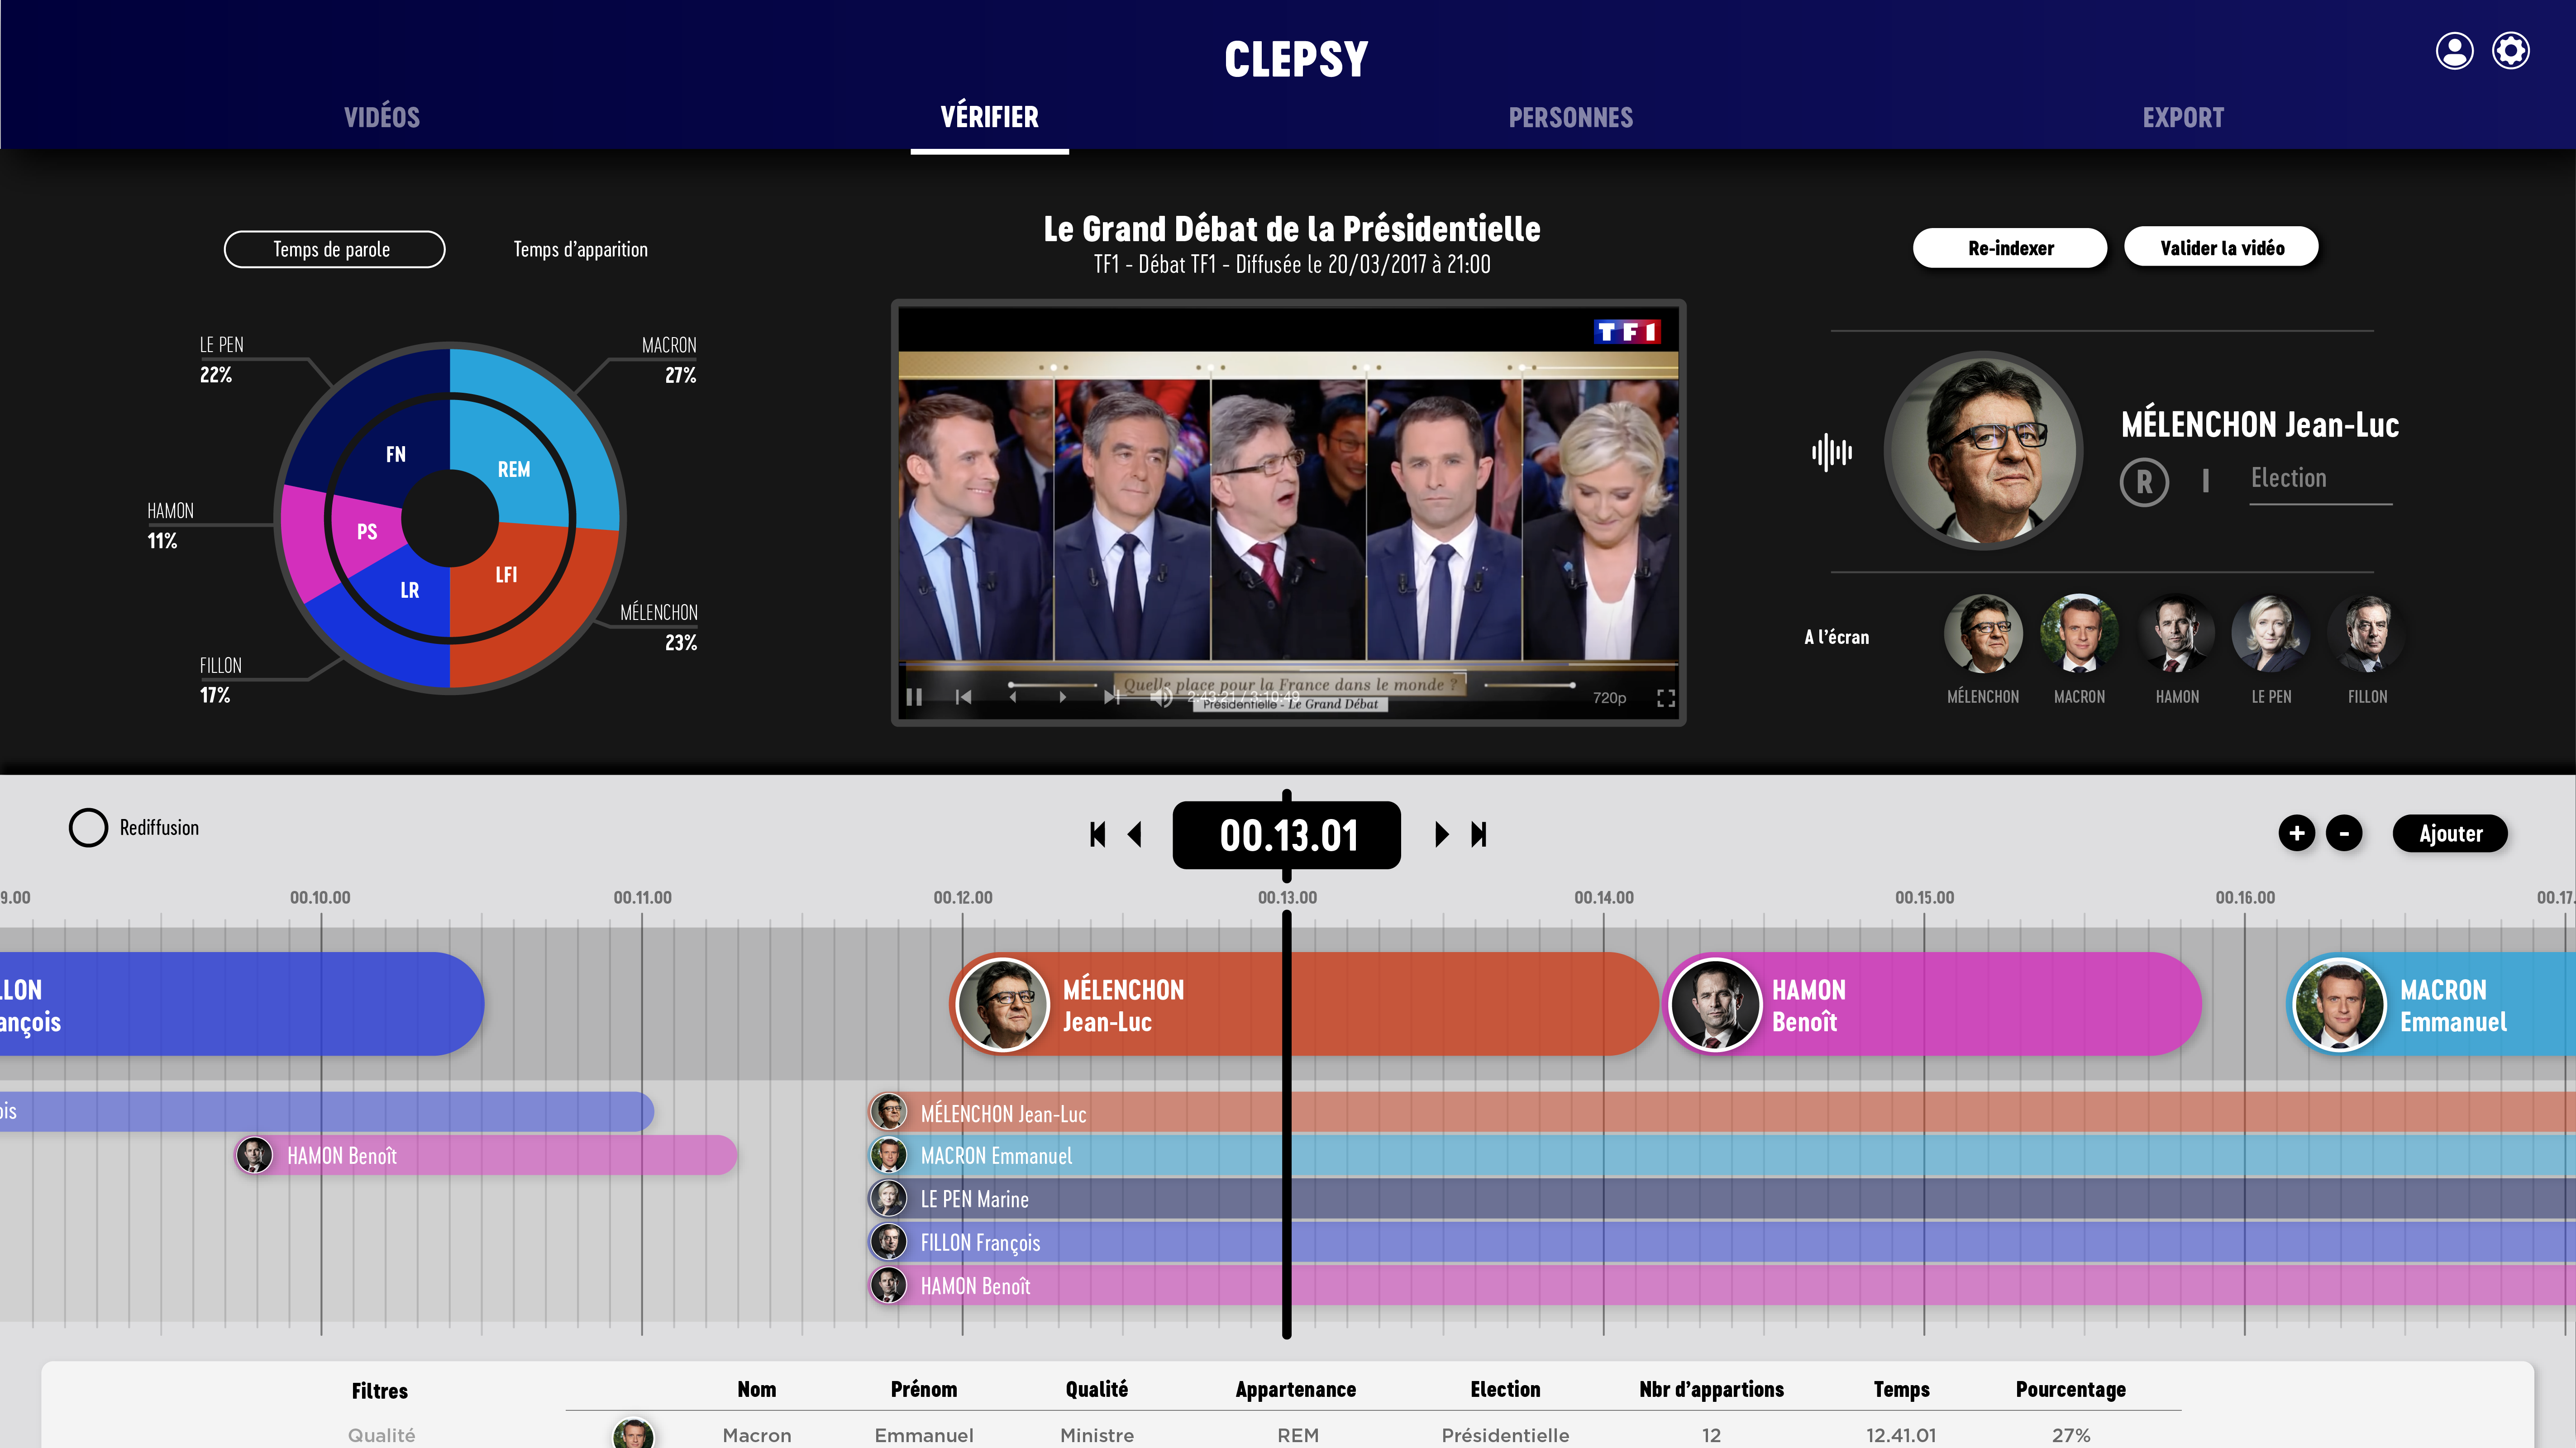 CLEPSY
VIDÉOS
VÉRIFIER
PERSONNES
EXPORT
Temps de parole
Temps d'apparition
LE PEN
22%
MACRON
27%
HAMON
11%
MÉLENCHON
23%
FILLON
17%
FN
REM
PS
LR
LFI
Le Grand Débat de la Présidentielle
TF1 - Débat TF1 - Diffusée le 20/03/2017 à 21:00
TF1
Quelle place pour la France dans le monde ?
2:43:21 / 3:10:49
720p
Présidentielle - Le Grand Débat
Re-indexer
Valider la vidéo
MÉLENCHON Jean-Luc
R
I
Election
A l'écran
MÉLENCHON
MACRON
HAMON
LE PEN
FILLON
Rediffusion
00.13.01
+
-
Ajouter
9.00
00.10.00
00.11.00
00.12.00
00.13.00
00.14.00
00.15.00
00.16.00
00.17.
LLON
ançois
MÉLENCHON
Jean-Luc
HAMON
Benoît
MACRON
Emmanuel
ois
HAMON Benoît
MÉLENCHON Jean-Luc
MACRON Emmanuel
LE PEN Marine
FILLON François
HAMON Benoît
Filtres
Nom
Prénom
Qualité
Appartenance
Election
Nbr d'appartions
Temps
Pourcentage
Qualité
Macron
Emmanuel
Ministre
REM
Présidentielle
12
12.41.01
27%